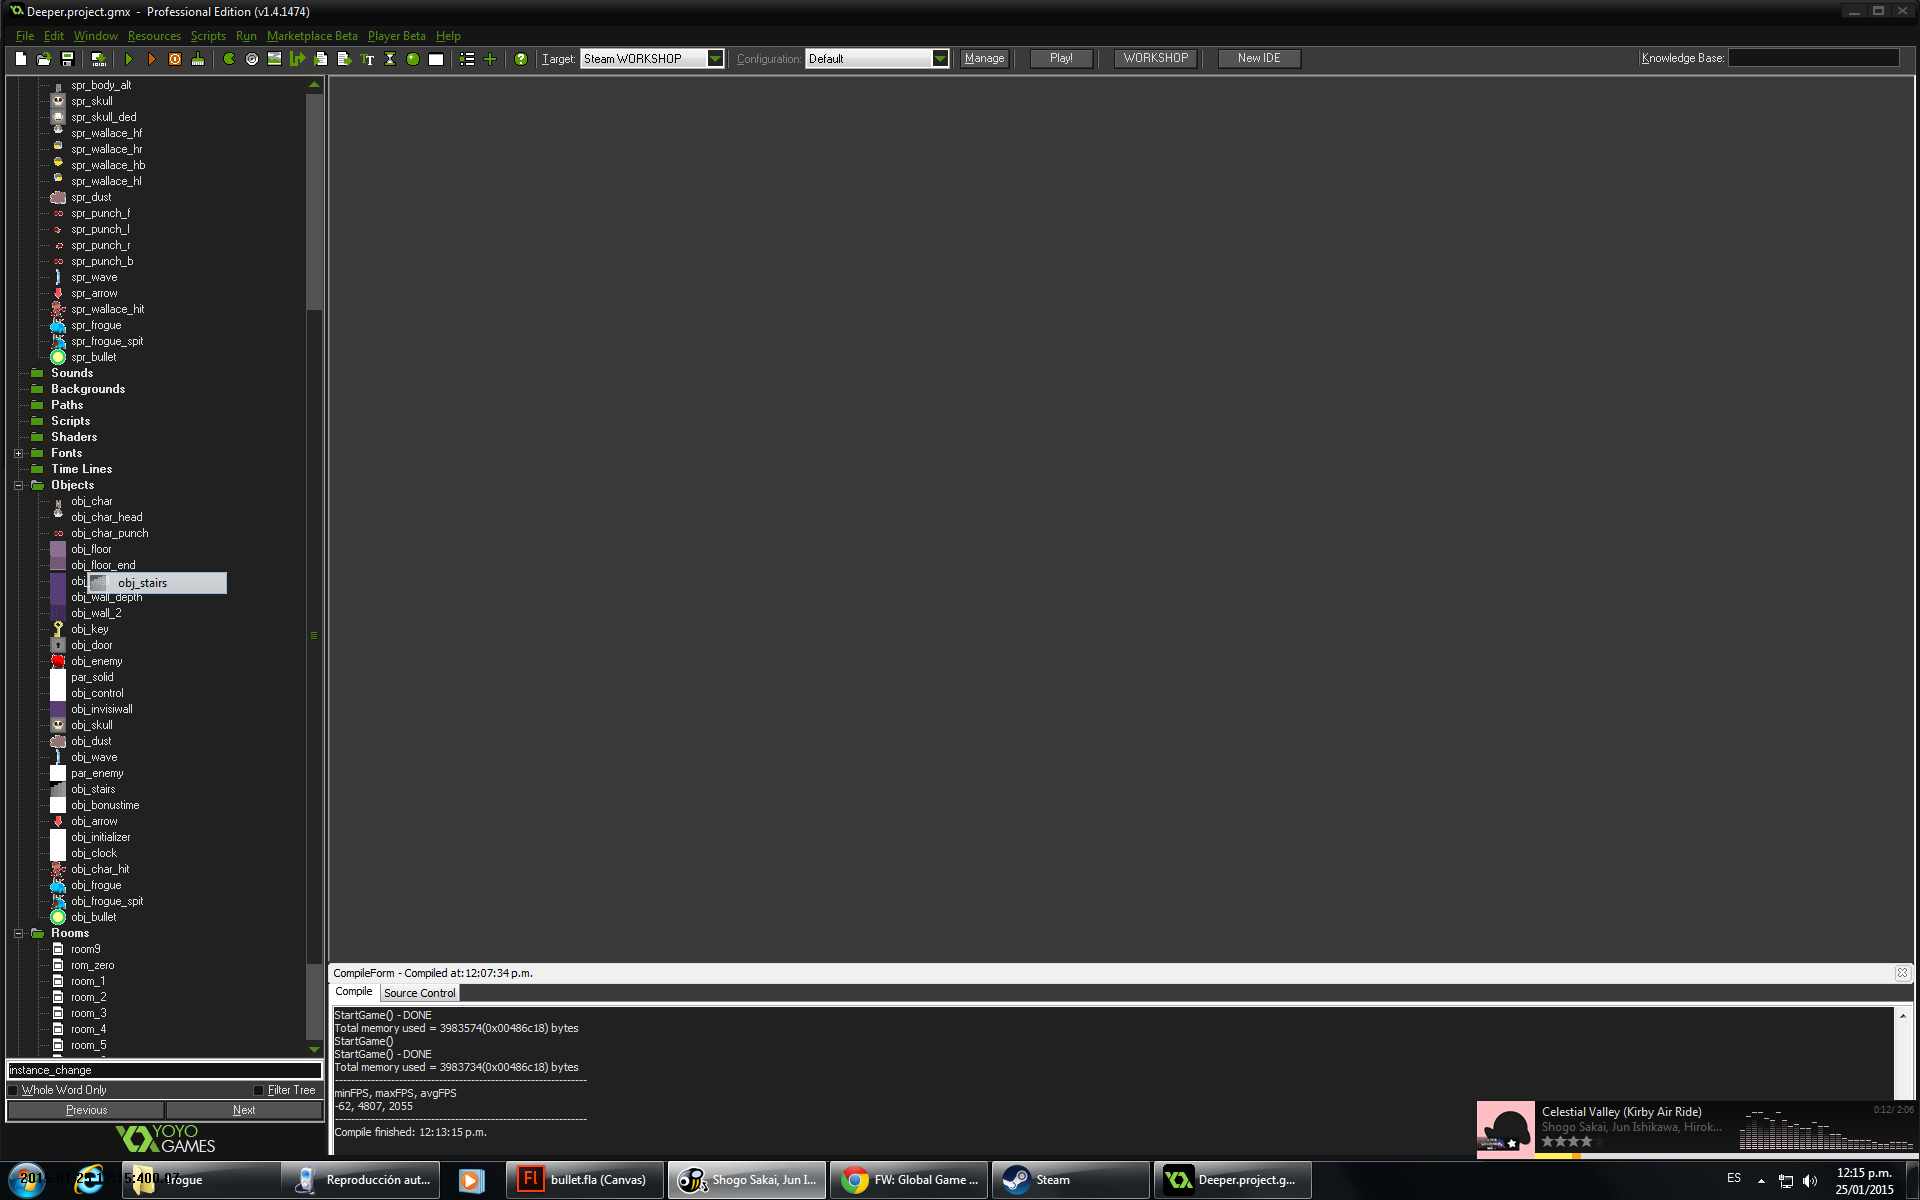 Deeper.project.gmx - Professional Edition (v1.4.1474)
File Edit Window Resources Scripts Run Marketplace Beta Player Beta Help
Target: Steam WORKSHOP Configuration: Default Manage Play! WORKSHOP New IDE Knowledge Base:
spr_body_alt
spr_skull
spr_skull_ded
spr_wallace_hf
spr_wallace_hr
spr_wallace_hb
spr_wallace_hl
spr_dust
spr_punch_f
spr_punch_l
spr_punch_r
spr_punch_b
spr_wave
spr_arrow
spr_wallace_hit
spr_frogue
spr_frogue_spit
spr_bullet
Sounds
Backgrounds
Paths
Scripts
Shaders
Fonts
Time Lines
Objects
obj_char
obj_char_head
obj_char_punch
obj_floor
obj_floor_end
obj_stairs
obj_wall_depth
obj_wall_2
obj_key
obj_door
obj_enemy
par_solid
obj_control
obj_invisiwall
obj_skull
obj_dust
obj_wave
par_enemy
obj_stairs
obj_bonustime
obj_arrow
obj_initializer
obj_clock
obj_char_hit
obj_frogue
obj_frogue_spit
obj_bullet
Rooms
room9
rom_zero
room_1
room_2
room_3
room_4
room_5
instance_change
Whole Word Only Filter Tree
Previous Next
YOYO
GAMES
CompileForm - Compiled at: 12:07:34 p.m.
Compile Source Control
StartGame() - DONE
Total memory used = 3983574(0x00486c18) bytes
StartGame()
StartGame() - DONE
Total memory used = 3983734(0x00486c18) bytes
minFPS, maxFPS, avgFPS
-62, 4807, 2055
Compile finished: 12:13:15 p.m.
Celestial Valley (Kirby Air Ride) 0:12/ 2:06
Shogo Sakai, Jun Ishikawa, Hirok...
Reproducción aut...
bullet.fla (Canvas)
Shogo Sakai, Jun I...
FW: Global Game ...
Steam
Deeper.project.g...
ES
12:15 p.m.
25/01/2015